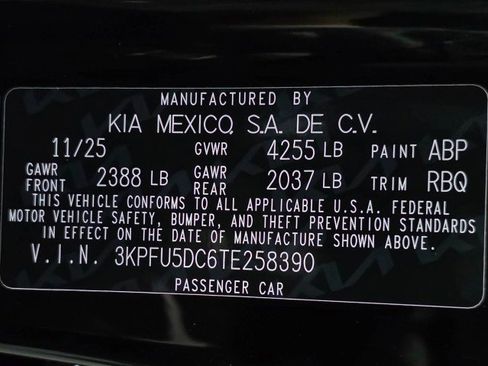 MANUFACTURED BY
KIA MEXICO, S.A. DE C.V.
11/25 GVWR 4255 LB PAINT ABP
GAWR FRONT 2388 LB GAWR REAR 2037 LB TRIM RBQ
THIS VEHICLE CONFORMS TO ALL APPLICABLE U.S.A. FEDERAL
MOTOR VEHICLE SAFETY, BUMPER, AND THEFT PREVENTION STANDARDS
IN EFFECT ON THE DATE OF MANUFACTURE SHOWN ABOVE.
V.I.N. 3KPFU5DC6TE258390
PASSENGER CAR